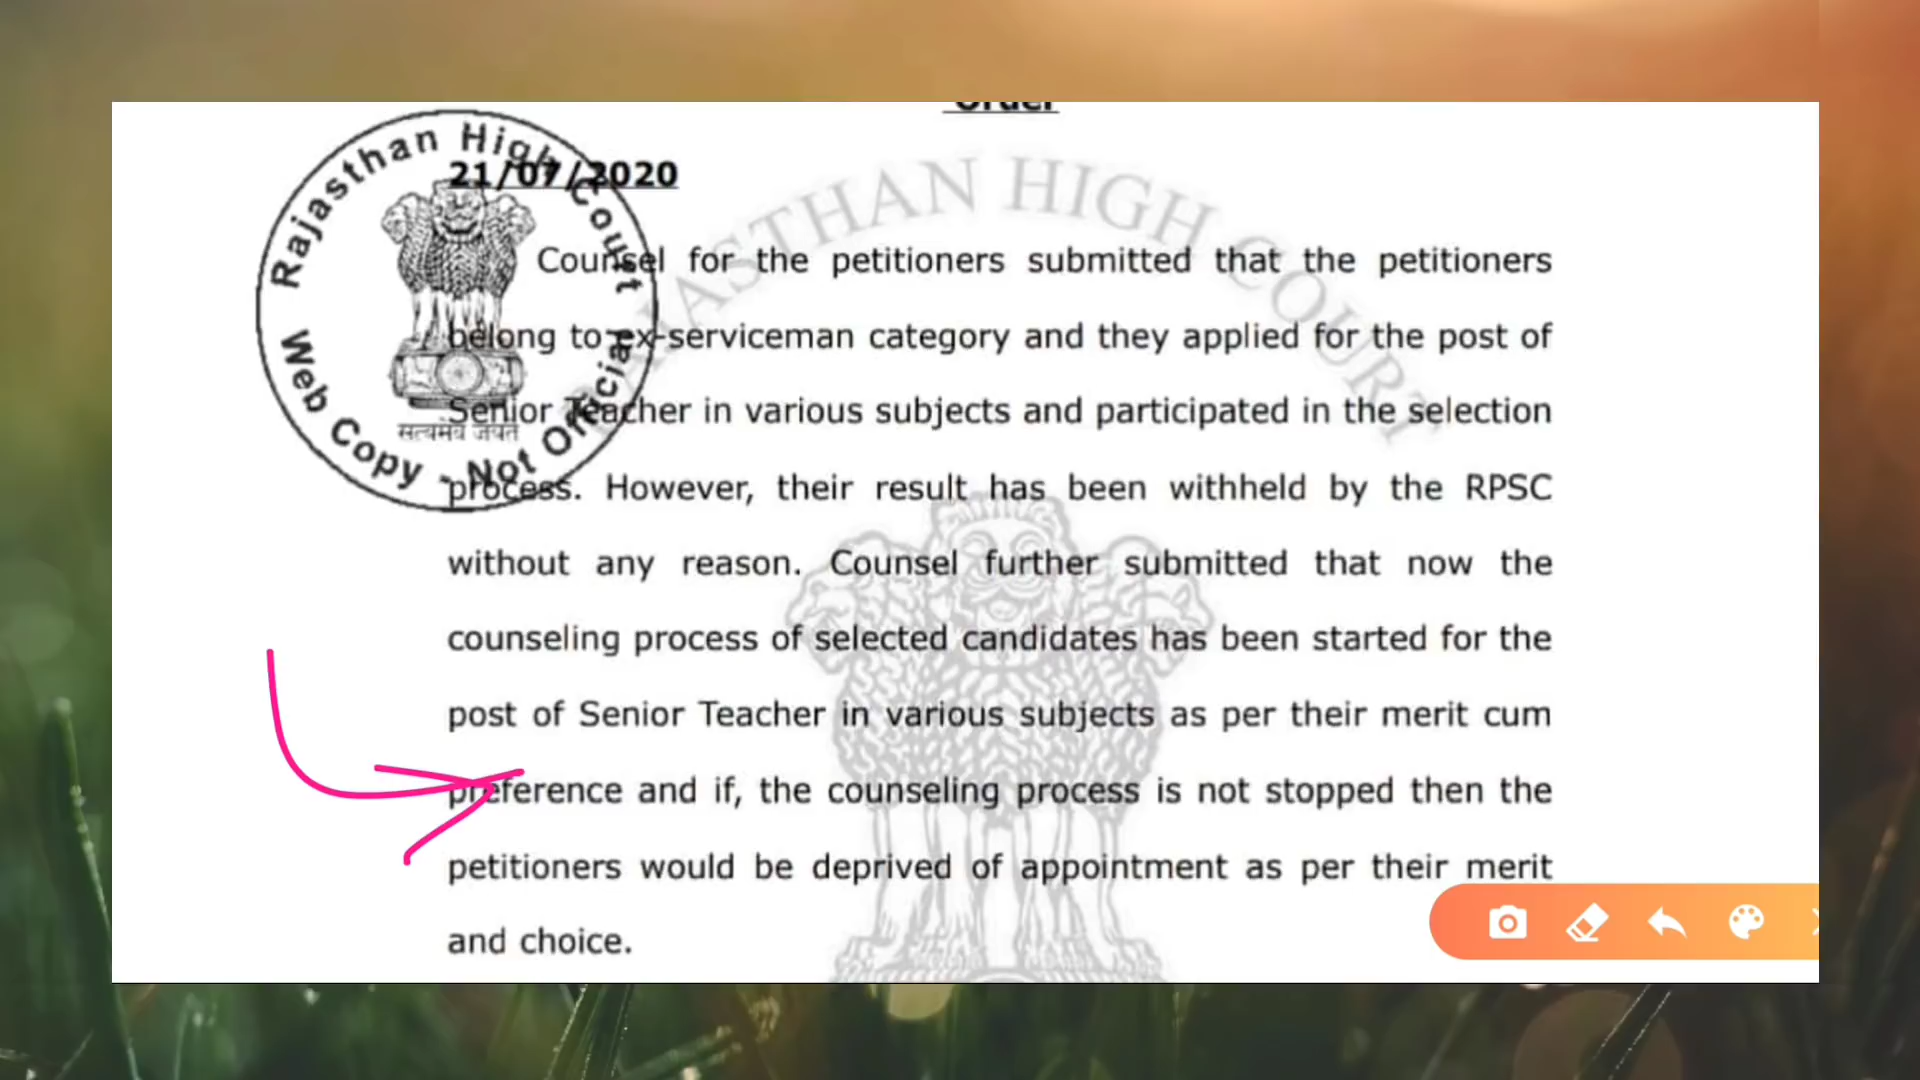 Order
Rajasthan High Court
Web Copy - Not Official
सत्यमेव जयते
21/07/2020
RAJASTHAN HIGH COURT
Counsel for the petitioners submitted that the petitioners
belong to ex-serviceman category and they applied for the post of
Senior Teacher in various subjects and participated in the selection
process. However, their result has been withheld by the RPSC
without any reason. Counsel further submitted that now the
counseling process of selected candidates has been started for the
post of Senior Teacher in various subjects as per their merit cum
preference and if, the counseling process is not stopped then the
petitioners would be deprived of appointment as per their merit
and choice.